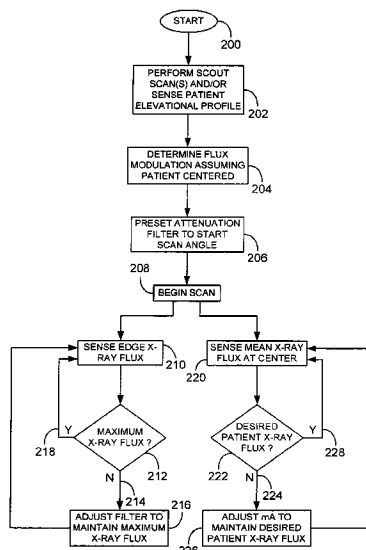 START
200
PERFORM SCOUT
SCAN(S) AND/OR
SENSE PATIENT
ELEVATIONAL PROFILE
202
DETERMINE FLUX
MODULATION ASSUMING
PATIENT CENTERED
204
PRESET ATTENUATION
FILTER TO START
SCAN ANGLE
206
208
BEGIN SCAN
SENSE EDGE X-
RAY FLUX
210
SENSE MEAN X-RAY
FLUX AT CENTER
220
Y
218
MAXIMUM
X-RAY FLUX ?
212
N
214
DESIRED
PATIENT X-RAY
FLUX ?
222
Y
228
N
224
ADJUST FILTER TO
MAINTAIN MAXIMUM
X-RAY FLUX
216
ADJUST mA TO
MAINTAIN DESIRED
PATIENT X-RAY FLUX
226